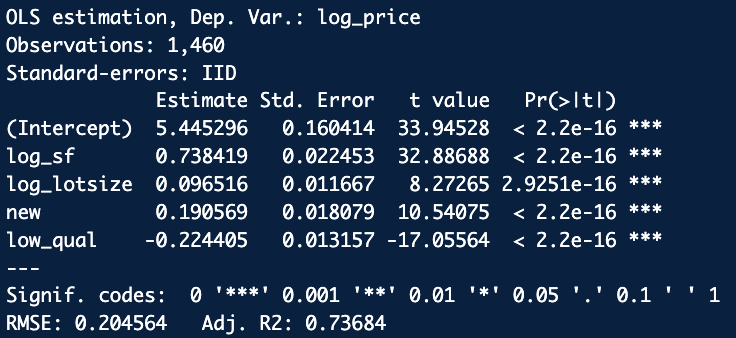 OLS estimation, Dep. Var.: log_price
Observations: 1,460
Standard-errors: IID
             Estimate Std. Error   t value   Pr(>|t|)
(Intercept)  5.445296   0.160414  33.94528  < 2.2e-16 ***
log_sf       0.738419   0.022453  32.88688  < 2.2e-16 ***
log_lotsize  0.096516   0.011667   8.27265 2.9251e-16 ***
new          0.190569   0.018079  10.54075  < 2.2e-16 ***
low_qual    -0.224405   0.013157 -17.05564  < 2.2e-16 ***
---
Signif. codes:  0 '***' 0.001 '**' 0.01 '*' 0.05 '.' 0.1 ' ' 1
RMSE: 0.204564   Adj. R2: 0.73684